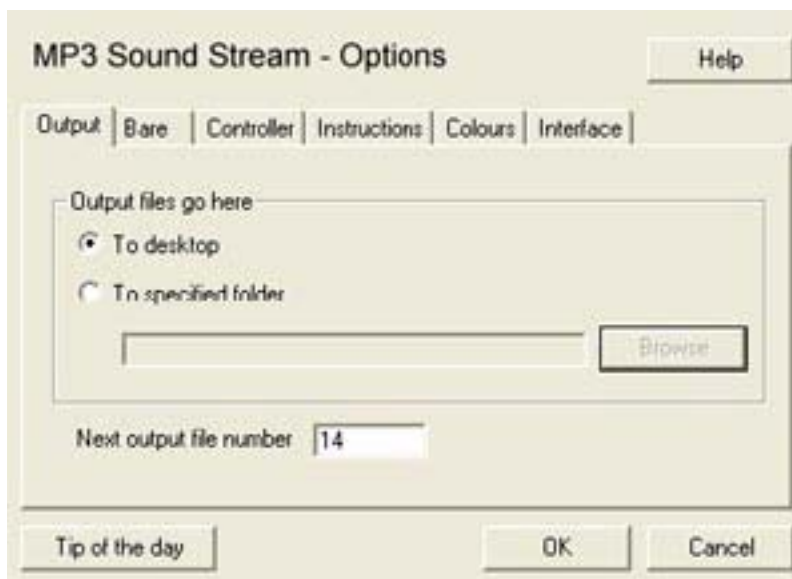 MP3 Sound Stream - Options
Help
Output Bare Controller Instructions Colours Interface
Output files go here
To desktop
To specified folder
Browse
Next output file number 14
Tip of the day OK Cancel